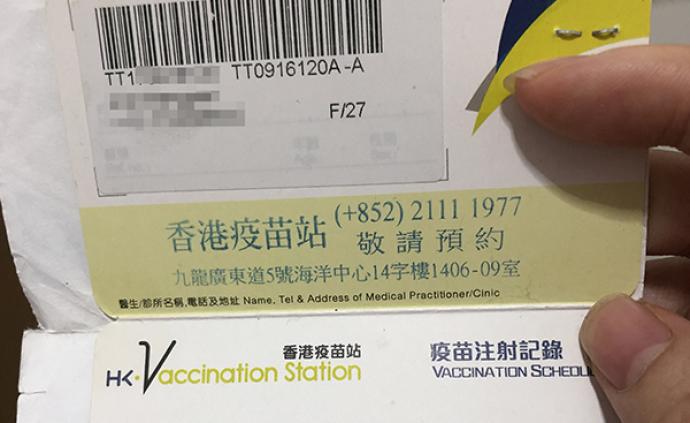 TT1
TT0916120A-A
F/27
香港疫苗站 (+852) 2111 1977
敬請預約
九龍廣東道5號海洋中心14字樓1406-09室
醫生/診所名稱,電話及地址 Name, Tel & Address of Medical Practitioner/Clinic
香港疫苗站
HK Vaccination Station
疫苗注射記錄
VACCINATION SCHEDU